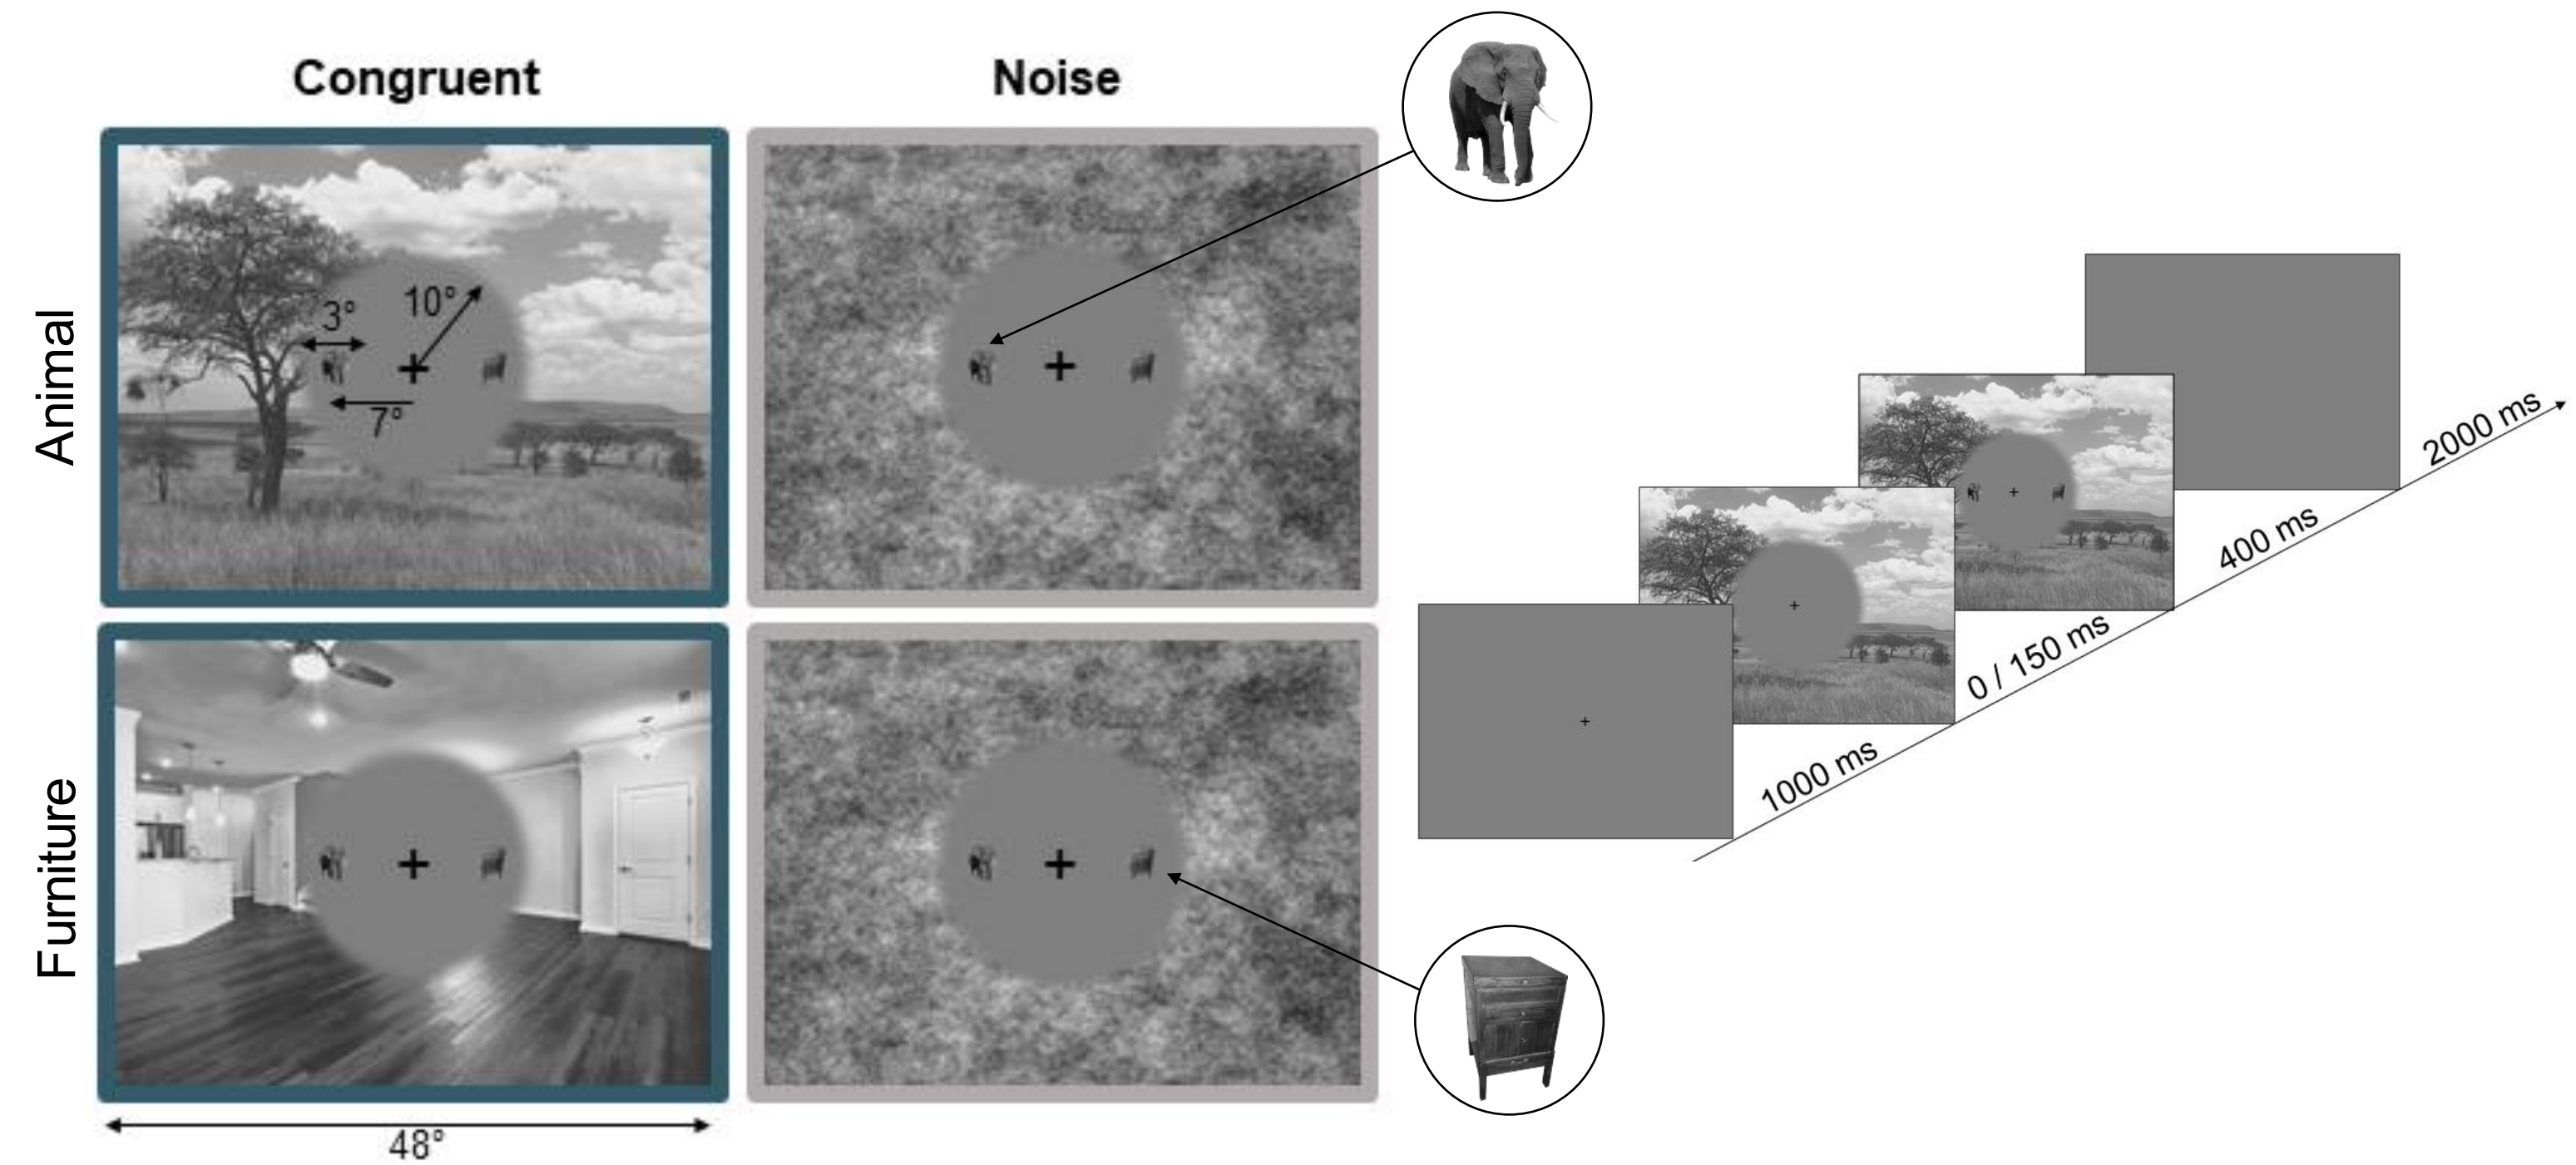 Congruent
Noise
Animal
3°
10°
7°
Furniture
48°
1000 ms
0 / 150 ms
400 ms
2000 ms